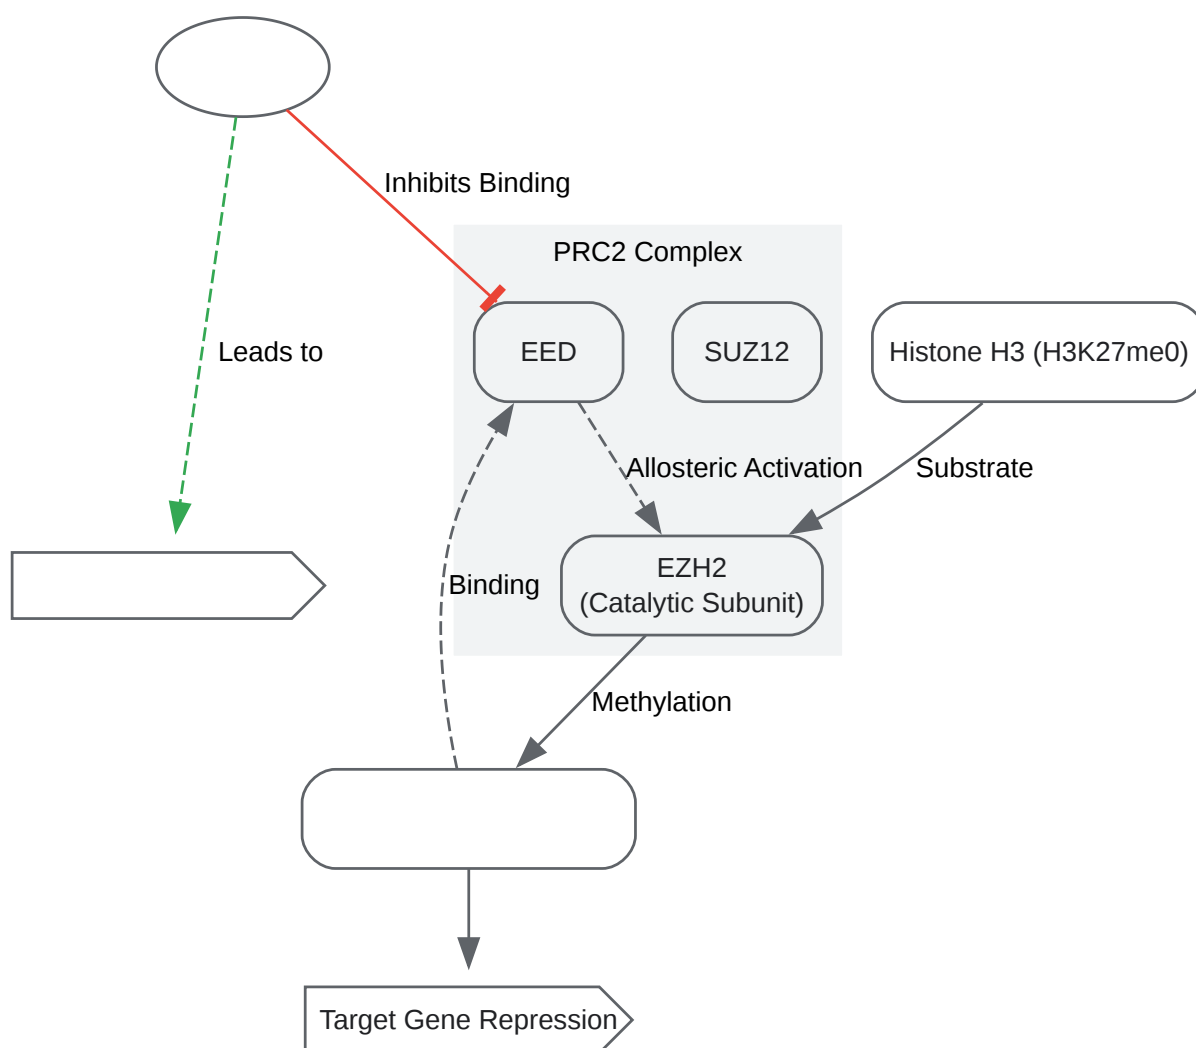 Inhibits Binding
PRC2 Complex
Leads to
EED
SUZ12
Histone H3 (H3K27me0)
Allosteric Activation
Substrate
Binding
EZH2
(Catalytic Subunit)
Methylation
Target Gene Repression